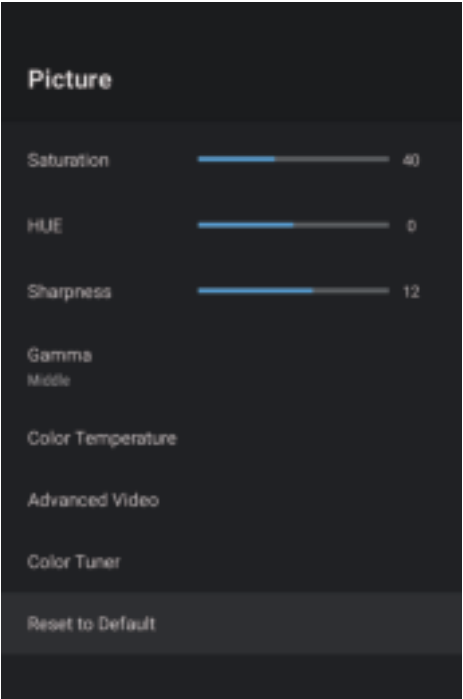 Picture
Saturation 40
HUE 0
Sharpness 12
Gamma
Middle
Color Temperature
Advanced Video
Color Tuner
Reset to Default